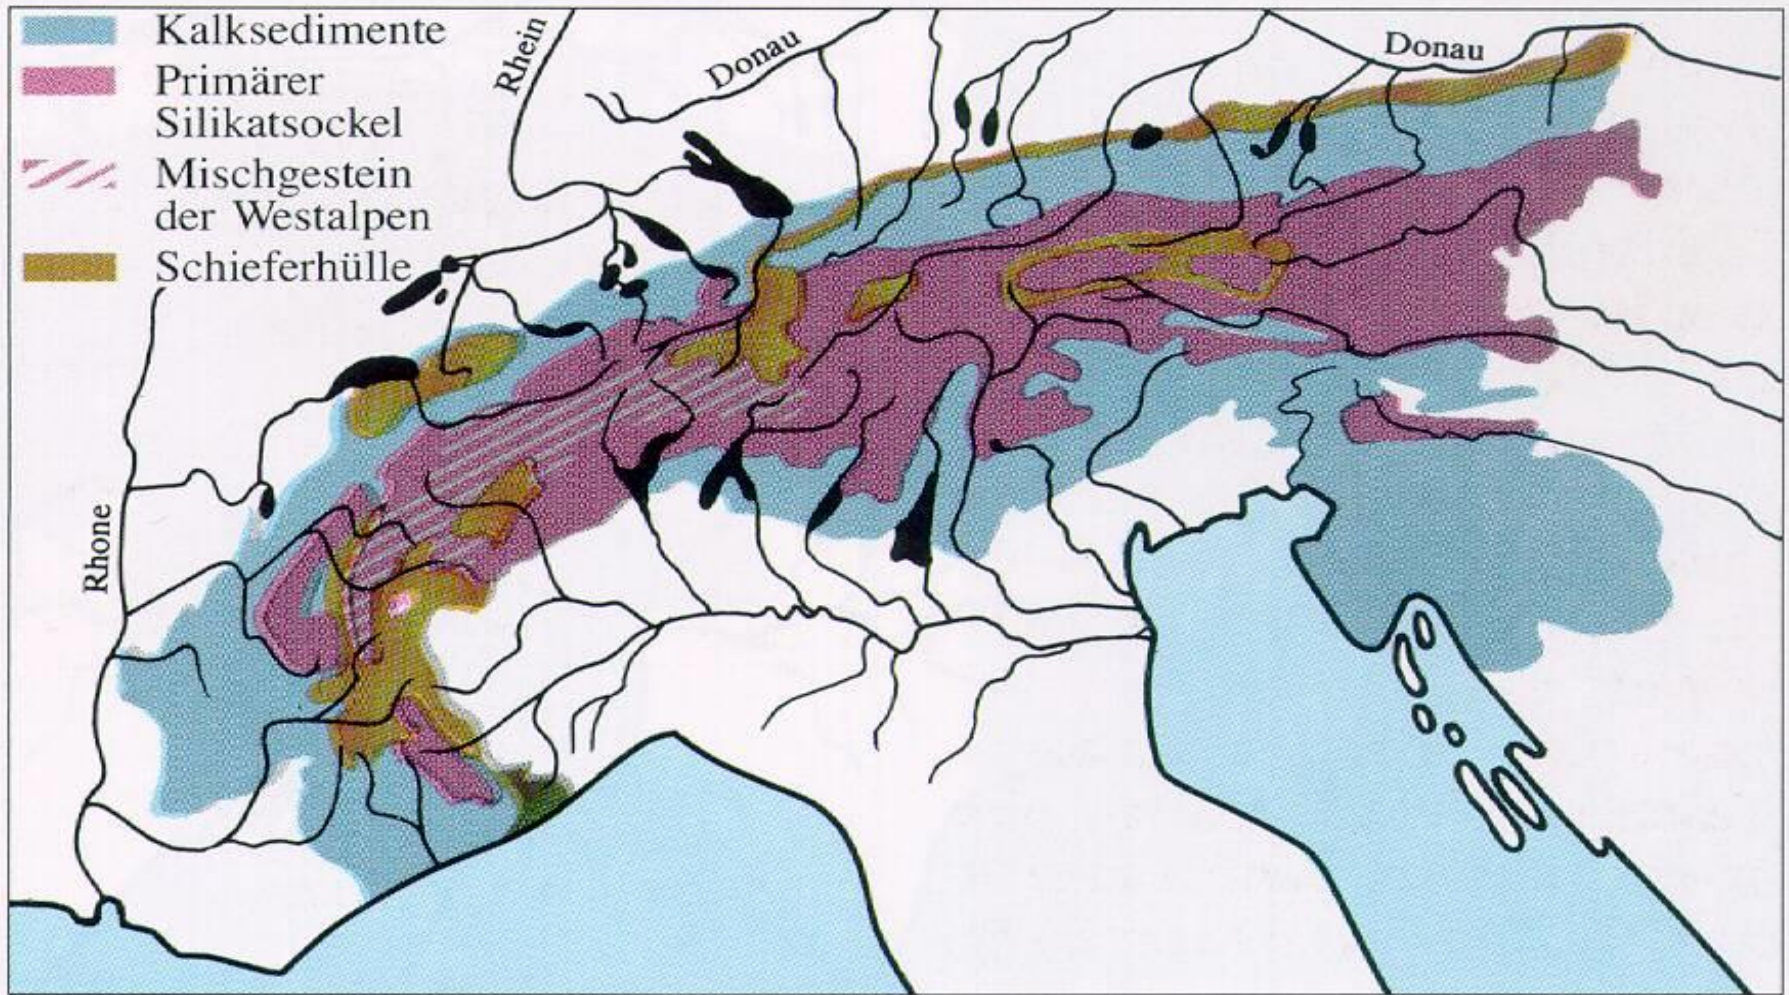 Kalksedimente
Primärer
Silikatsockel
Mischgestein
der Westalpen
Schieferhülle
Rhein
Donau
Donau
Rhone